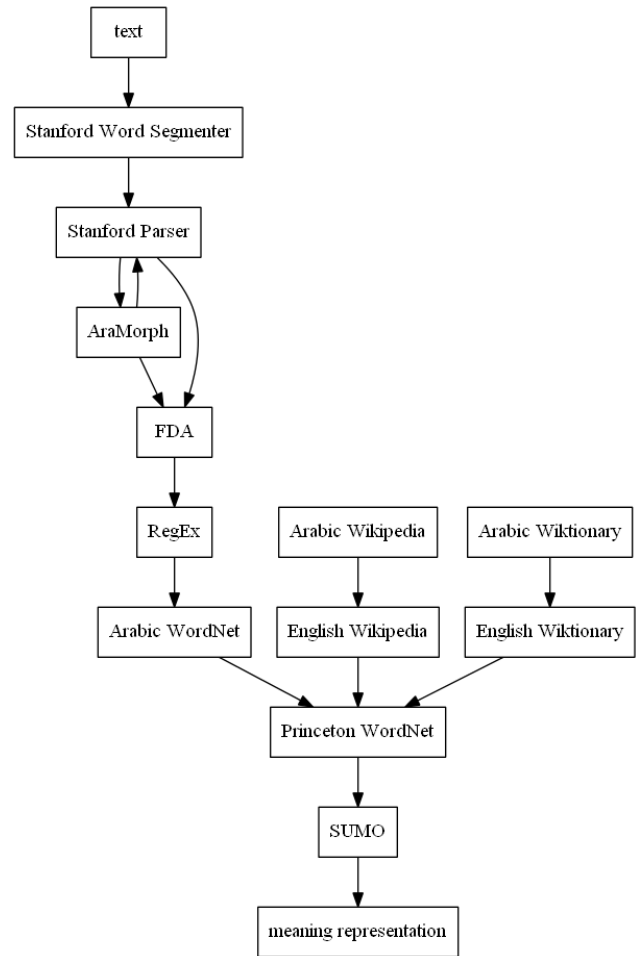 text
Stanford Word Segmenter
Stanford Parser
AraMorph
FDA
RegEx
Arabic Wikipedia
Arabic Wiktionary
Arabic WordNet
English Wikipedia
English Wiktionary
Princeton WordNet
SUMO
meaning representation